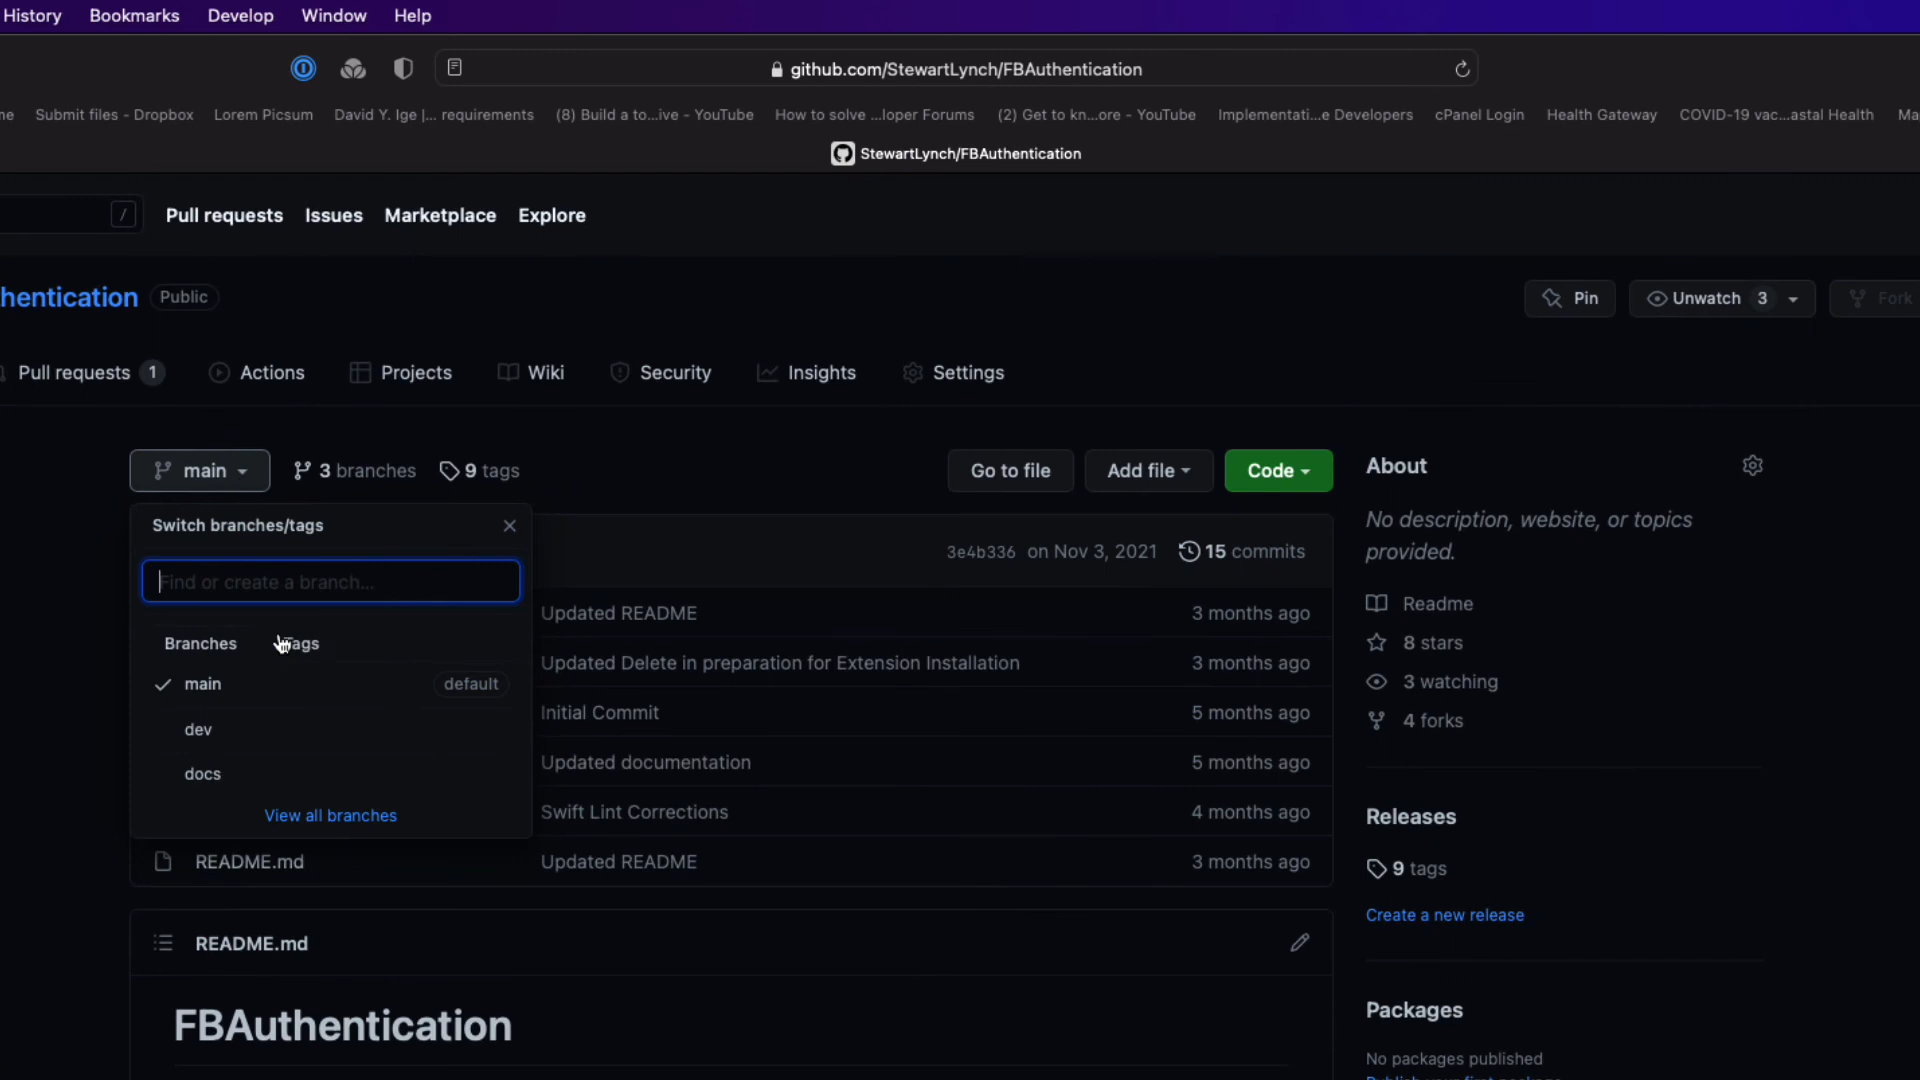 History Bookmarks Develop Window Help
github.com/StewartLynch/FBAuthentication
me Submit files - Dropbox Lorem Picsum David Y. Ige |... requirements (8) Build a to...ive - YouTube How to solve ...loper Forums (2) Get to kn...ore - YouTube Implementati...e Developers cPanel Login Health Gateway COVID-19 vac...astal Health Ma
StewartLynch/FBAuthentication
/ Pull requests Issues Marketplace Explore
hentication Public Pin Unwatch 3 Fork
Pull requests 1 Actions Projects Wiki Security Insights Settings
main 3 branches 9 tags Go to file Add file Code About
Switch branches/tags
No description, website, or topics
provided.
3e4b336 on Nov 3, 2021 15 commits
Find or create a branch...
Updated README 3 months ago Readme
Branches Tags 8 stars
Updated Delete in preparation for Extension Installation 3 months ago
main default 3 watching
Initial Commit 5 months ago 4 forks
dev
Updated documentation 5 months ago
docs
View all branches Swift Lint Corrections 4 months ago Releases
README.md Updated README 3 months ago 9 tags
Create a new release
README.md
FBAuthentication Packages
No packages published